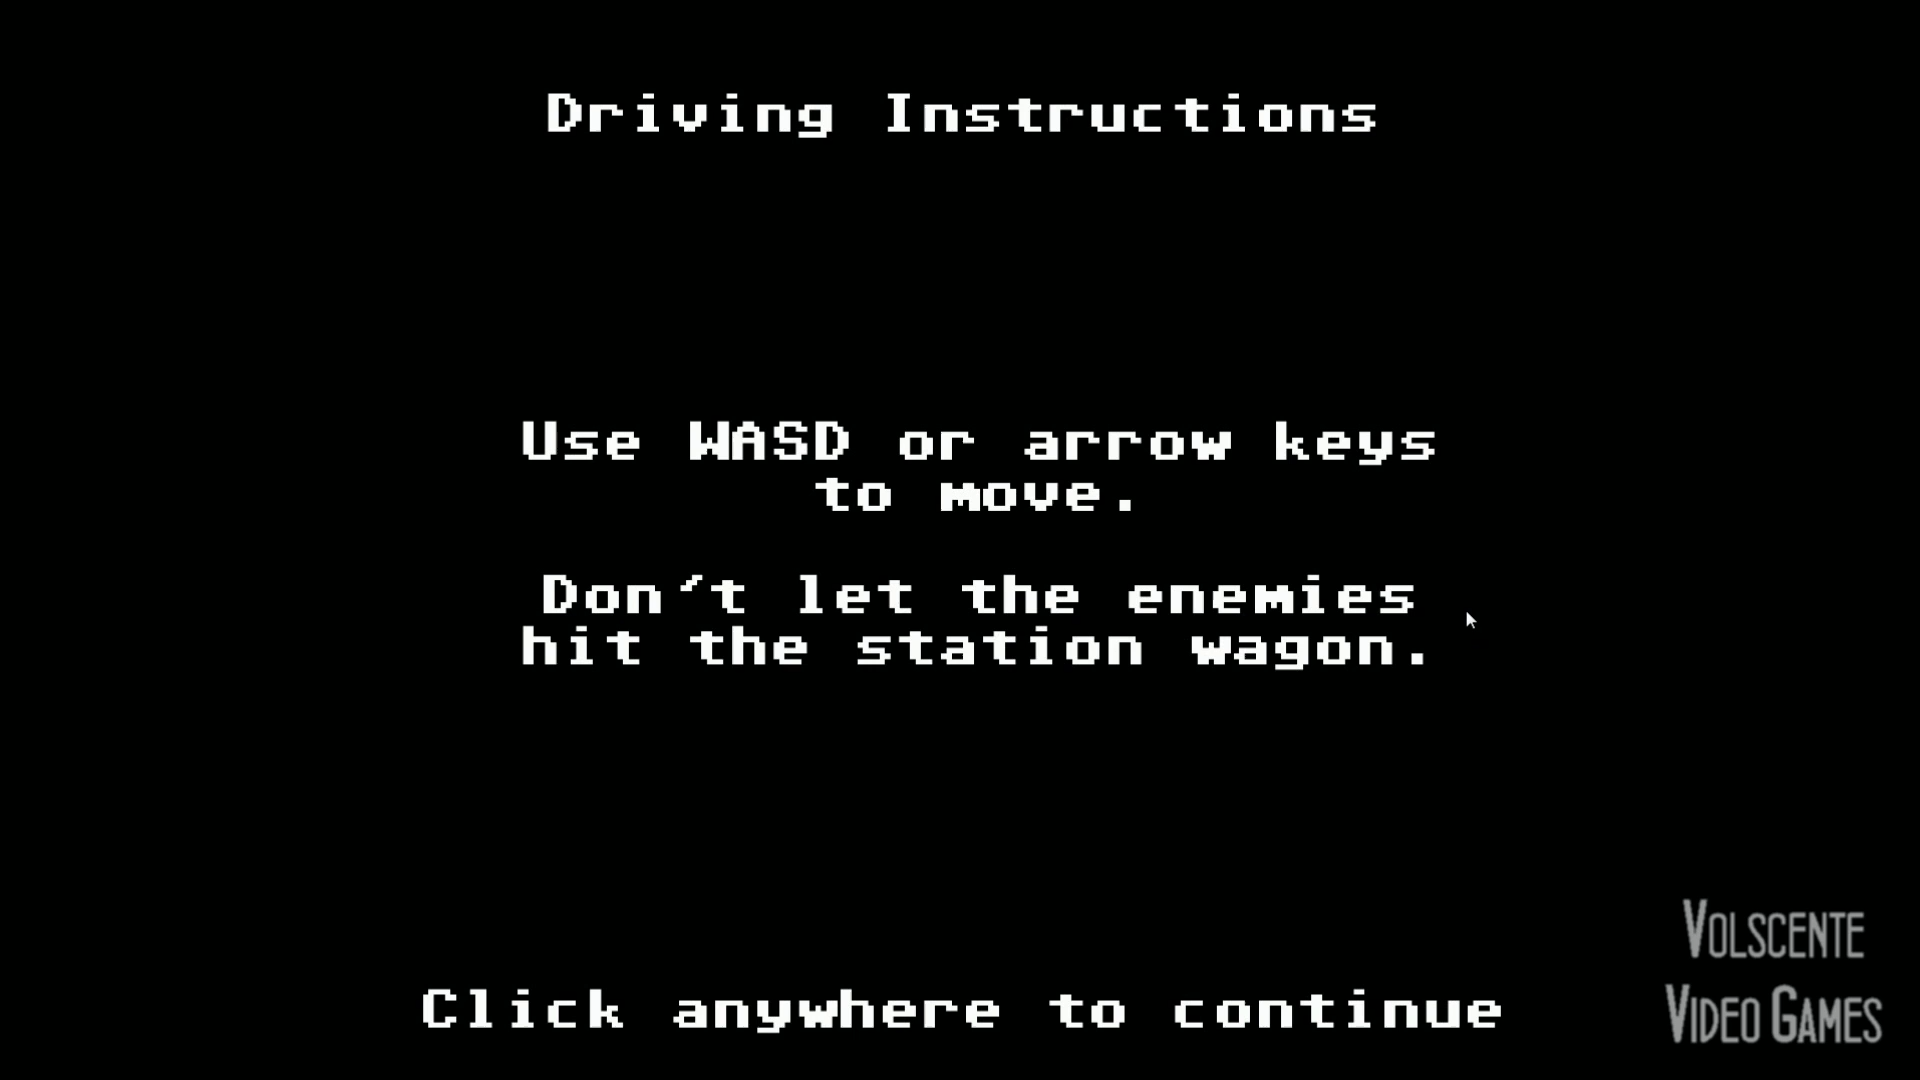 Driving Instructions
Use WASD or arrow keys
to move.
Don't let the enemies
hit the station wagon.
Click anywhere to continue
VOLSCENTE
VIDEO GAMES